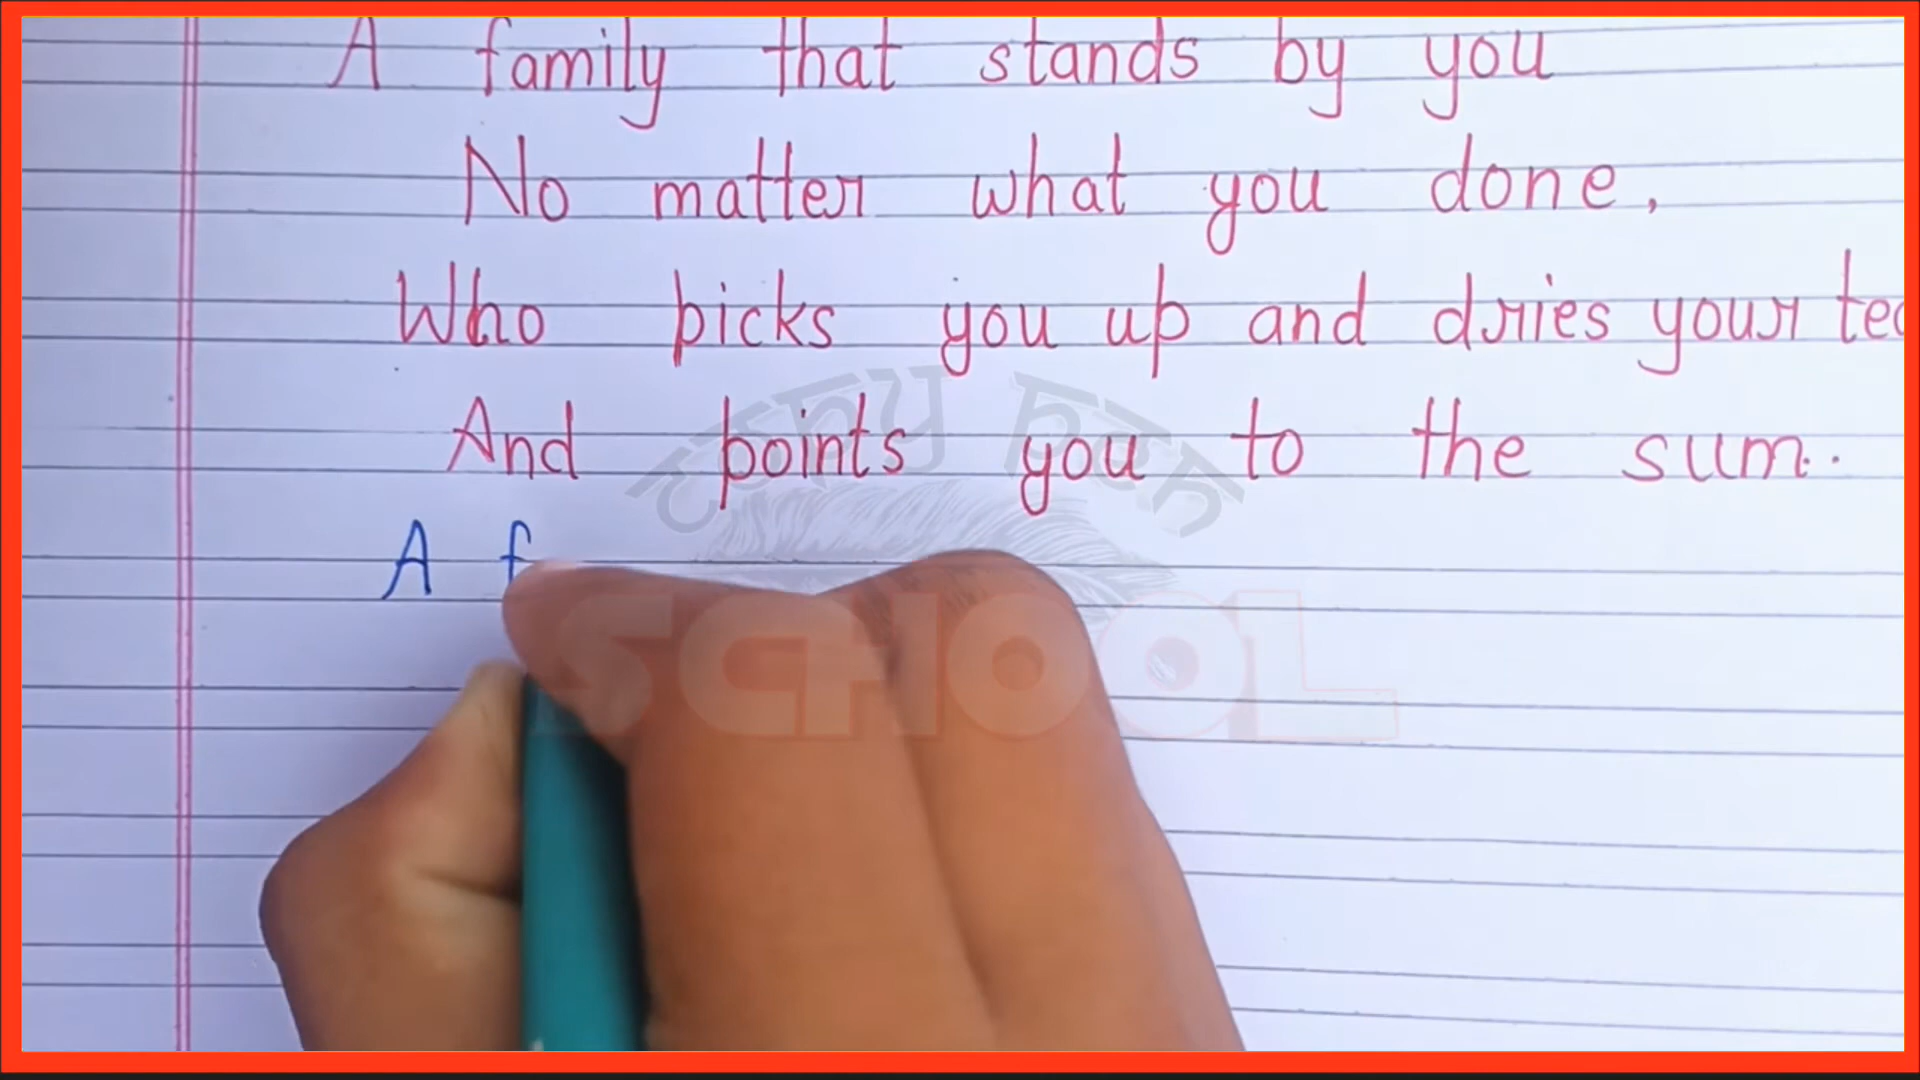 A family that stands by you
No matter what you done,
Who picks you up and dries your
And points you to the sum..
A f
SCHOOL